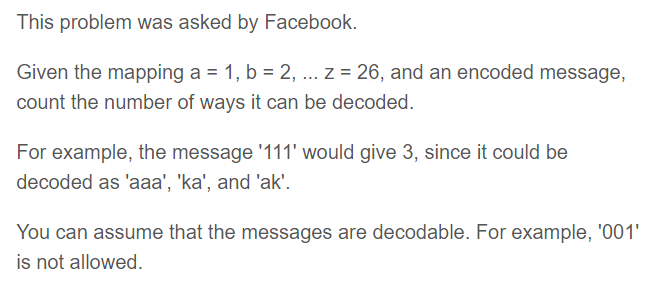 This problem was asked by Facebook.
Given the mapping a = 1, b = 2, ... z = 26, and an encoded message,
count the number of ways it can be decoded.
For example, the message '111' would give 3, since it could be
decoded as 'aaa', 'ka', and 'ak'.
You can assume that the messages are decodable. For example, '001'
is not allowed.